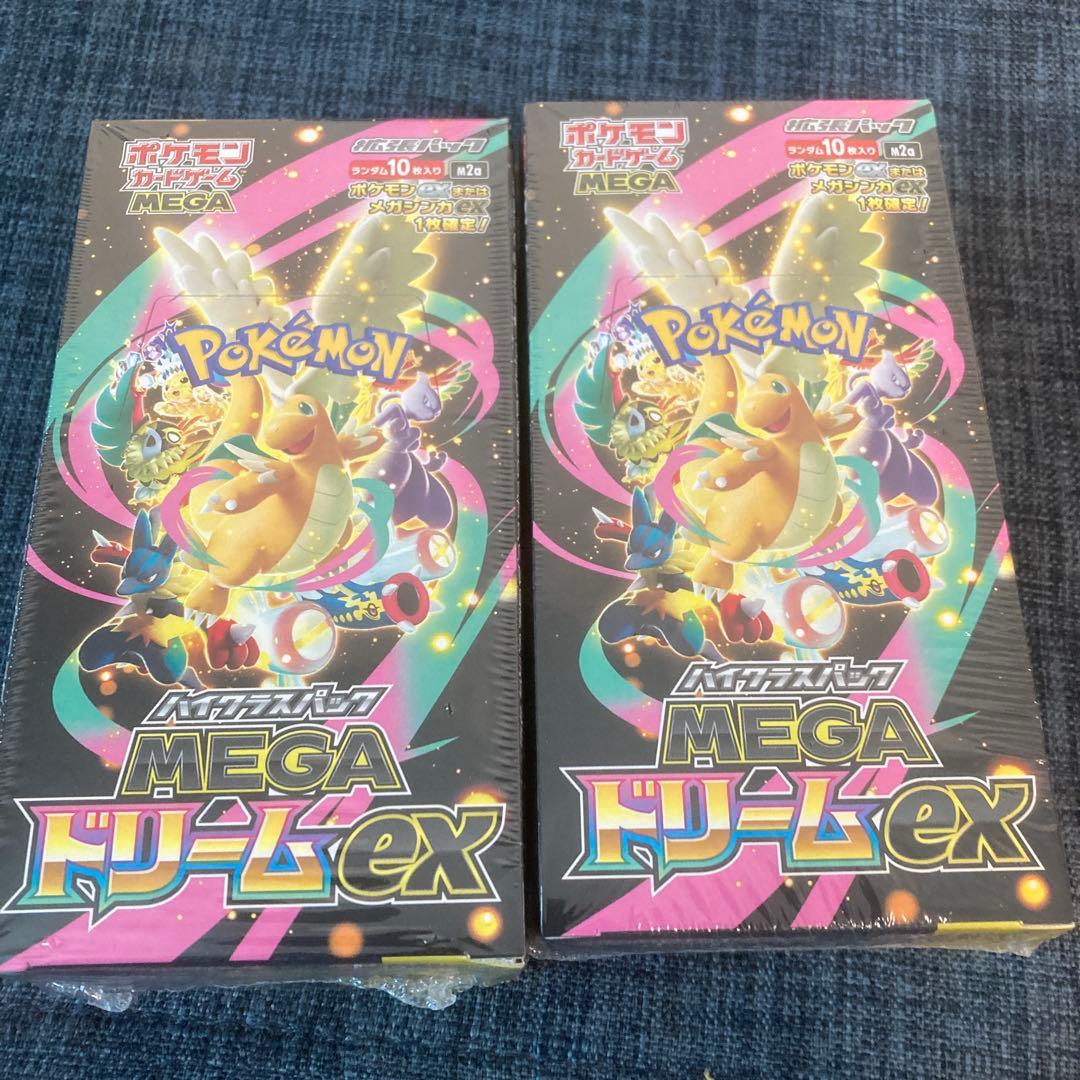 ポケモン
カードゲーム
MEGA
拡張パック
ランダム10枚入り M2a
ポケモンexまたは
メガシンカex
1枚確定!
POKéMON
ハイクラスパック
MEGA
ドリームex
ポケモン
カードゲーム
MEGA
拡張パック
ランダム10枚入り M2a
ポケモンexまたは
メガシンカex
1枚確定!
POKéMON
ハイクラスパック
MEGA
ドリームex